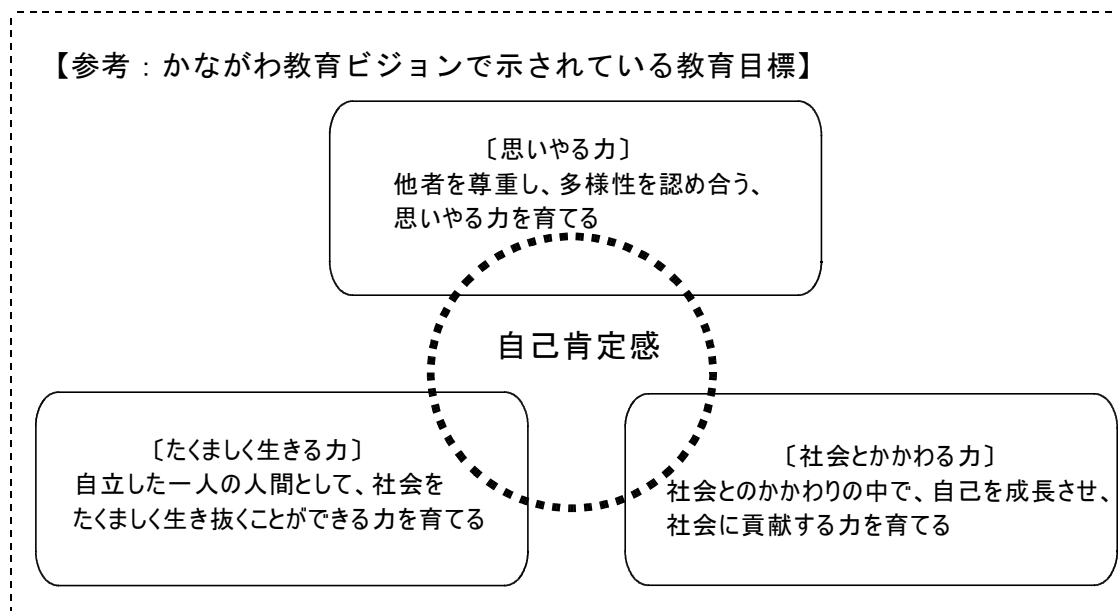 【参考：かながわ教育ビジョンで示されている教育目標】
〔思いやる力〕
他者を尊重し、多様性を認め合う、
思いやる力を育てる
自己肯定感
〔たくましく生きる力〕
自立した一人の人間として、社会を
たくましく生き抜くことができる力を育てる
〔社会とかかわる力〕
社会とのかかわりの中で、自己を成長させ、
社会に貢献する力を育てる